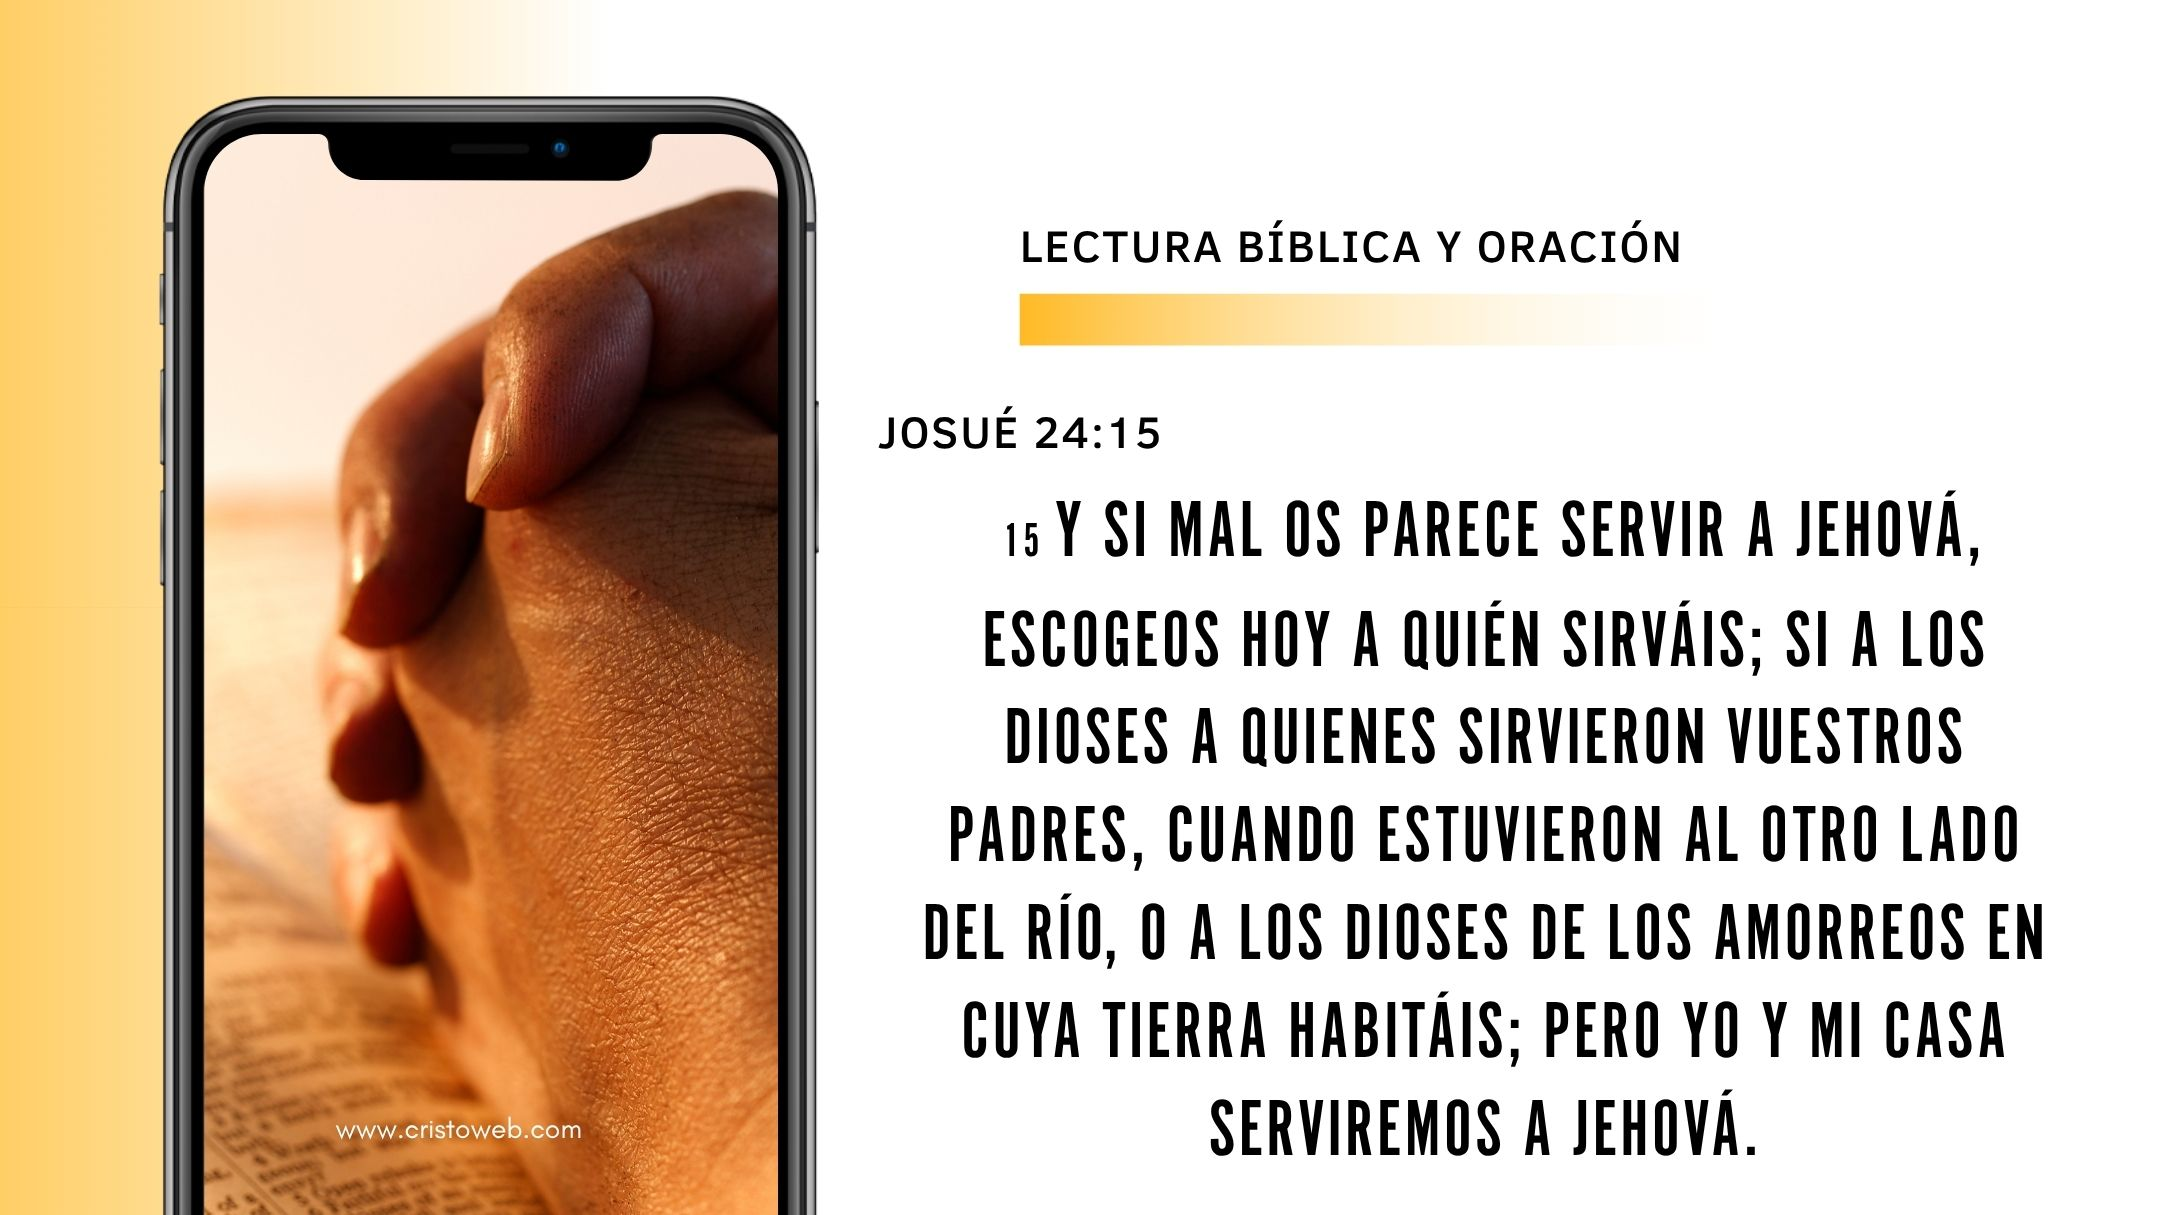 LECTURA BÍBLICA Y ORACIÓN
JOSUÉ 24:15
15 Y SI MAL OS PARECE SERVIR A JEHOVÁ,
ESCOGEOS HOY A QUIÉN SIRVÁIS; SI A LOS
DIOSES A QUIENES SIRVIERON VUESTROS
PADRES, CUANDO ESTUVIERON AL OTRO LADO
DEL RÍO, O A LOS DIOSES DE LOS AMORREOS EN
CUYA TIERRA HABITÁIS; PERO YO Y MI CASA
SERVIREMOS A JEHOVÁ.
www.cristoweb.com